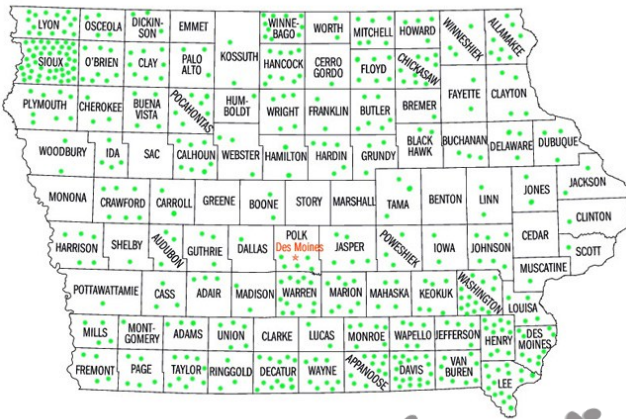 LYON
OSCEOLA
DICKIN-
SON
EMMET
KOSSUTH
WINNE-
BAGO
WORTH
MITCHELL
HOWARD
WINNESHIEK
ALLAMAKEE
SIOUX
O'BRIEN
CLAY
PALO
ALTO
HANCOCK
CERRO
GORDO
FLOYD
CHICKASAW
PLYMOUTH
CHEROKEE
BUENA
VISTA
POCAHONTAS
HUM-
BOLDT
WRIGHT
FRANKLIN
BUTLER
BREMER
FAYETTE
CLAYTON
WOODBURY
IDA
SAC
CALHOUN
WEBSTER
HAMILTON
HARDIN
GRUNDY
BLACK
HAWK
BUCHANAN
DELAWARE
DUBUQUE
MONONA
CRAWFORD
CARROLL
GREENE
BOONE
STORY
MARSHALL
TAMA
BENTON
LINN
JONES
JACKSON
CLINTON
HARRISON
SHELBY
AUDUBON
GUTHRIE
DALLAS
POLK
Des Moines
JASPER
POWESHIEK
IOWA
JOHNSON
CEDAR
SCOTT
MUSCATINE
POTTAWATTAMIE
CASS
ADAIR
MADISON
WARREN
MARION
MAHASKA
KEOKUK
WASHINGTON
LOUISA
MILLS
MONT-
GOMERY
ADAMS
UNION
CLARKE
LUCAS
MONROE
WAPELLO
JEFFERSON
HENRY
DES
MOINES
FREMONT
PAGE
TAYLOR
RINGGOLD
DECATUR
WAYNE
APPANOOSE
DAVIS
VAN
BUREN
LEE